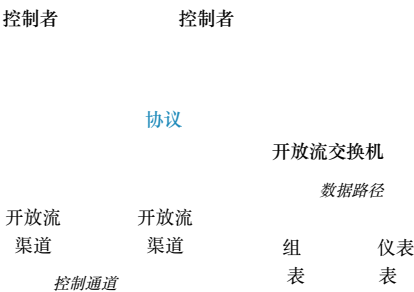 控制者 控制者
协议
开放流交换机
数据路径
开放流 开放流
渠道 渠道
组 仪表
表 表
控制通道